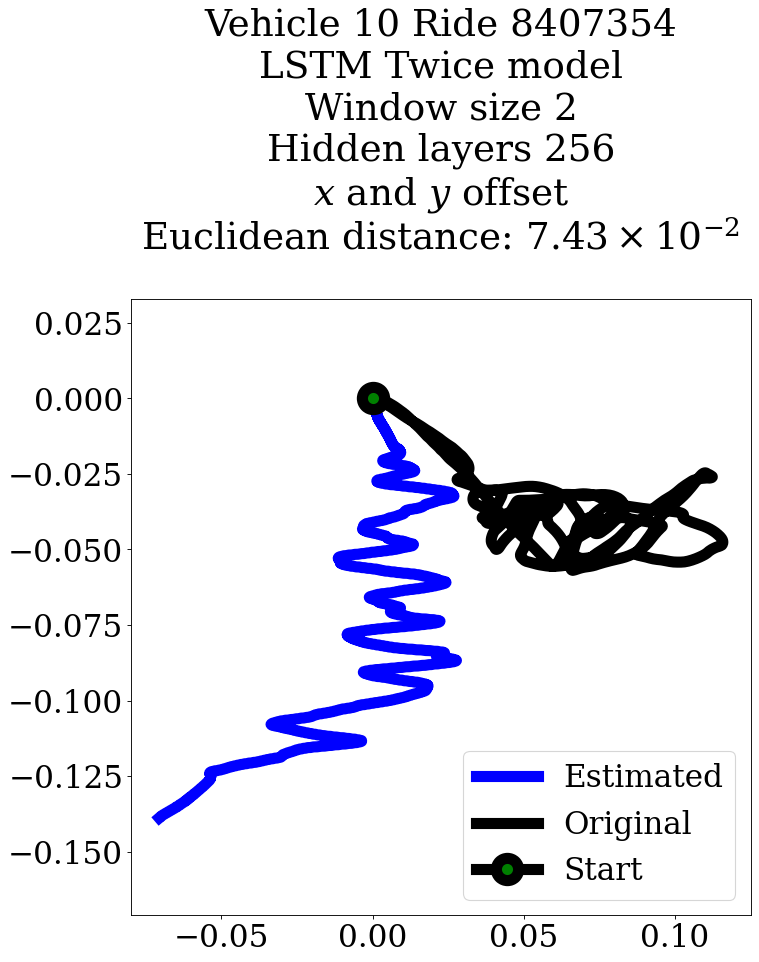 Vehicle 10 Ride 8407354
LSTM Twice model
Window size 2
Hidden layers 256
x and y offset
Euclidean distance: 7.43 × 10⁻²
0.025
0.000
−0.025
−0.050
−0.075
−0.100
−0.125
−0.150
−0.05 0.00 0.05 0.10
Estimated
Original
Start